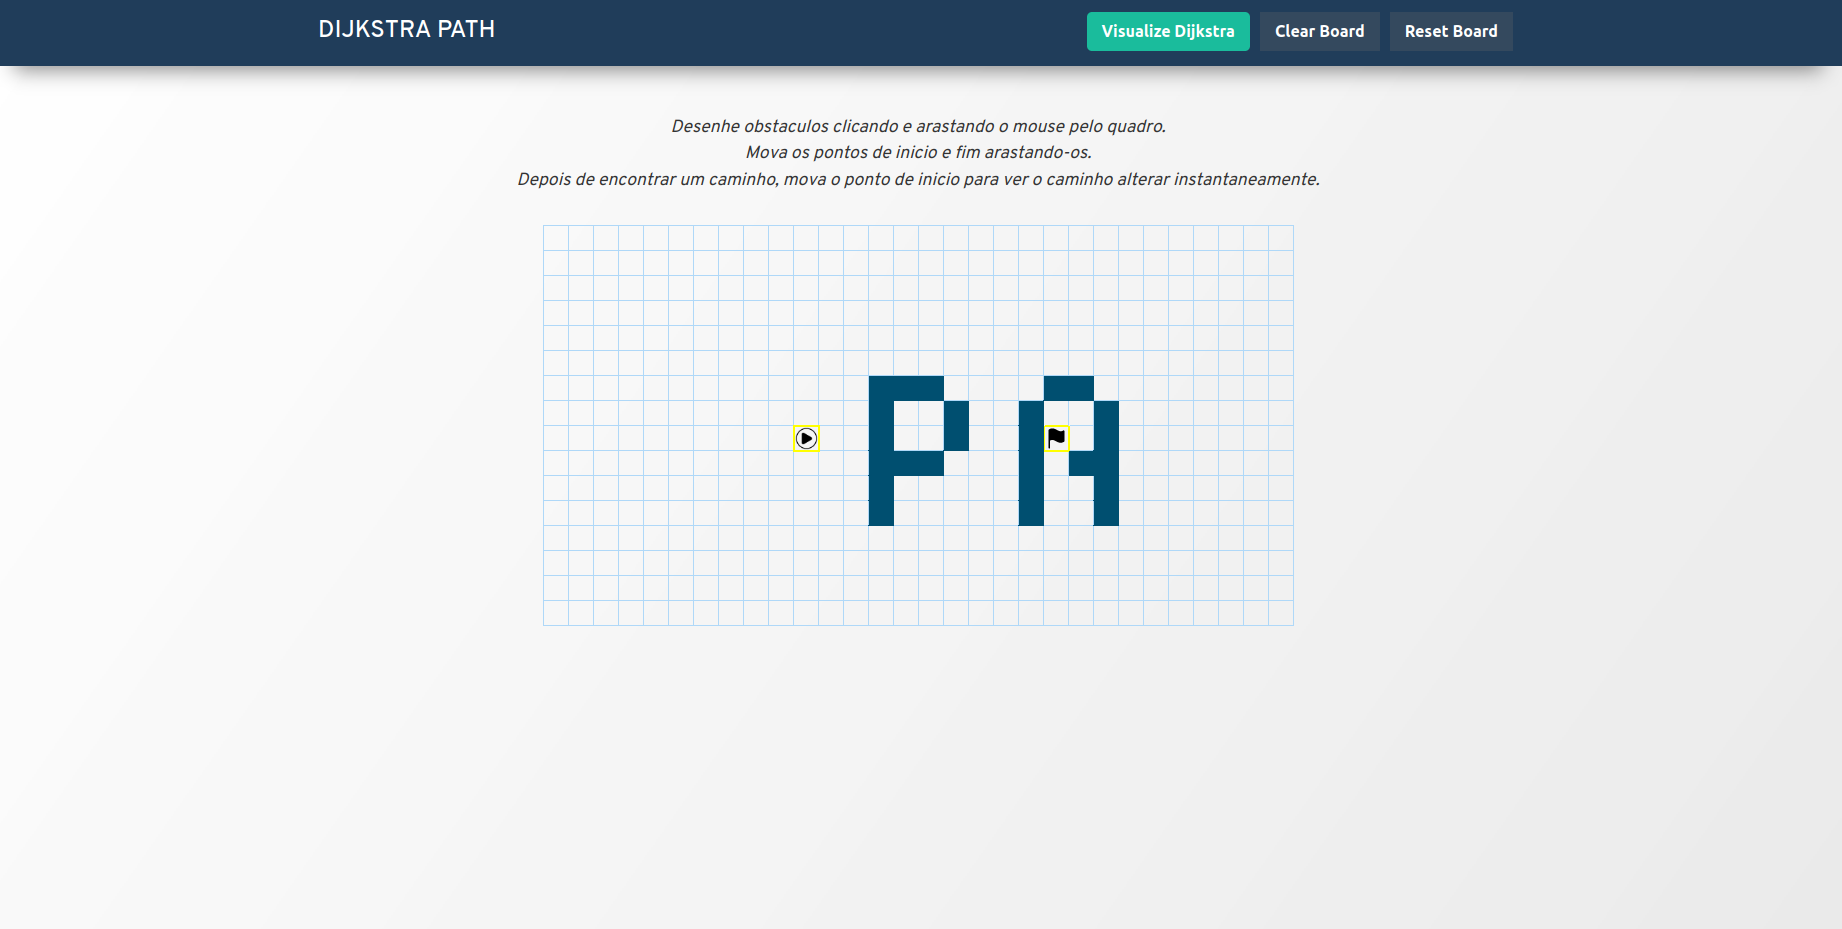 DIJKSTRA PATH
Visualize Dijkstra
Clear Board
Reset Board
Desenhe obstaculos clicando e arastando o mouse pelo quadro.
Mova os pontos de inicio e fim arastando-os.
Depois de encontrar um caminho, mova o ponto de inicio para ver o caminho alterar instantaneamente.
PA